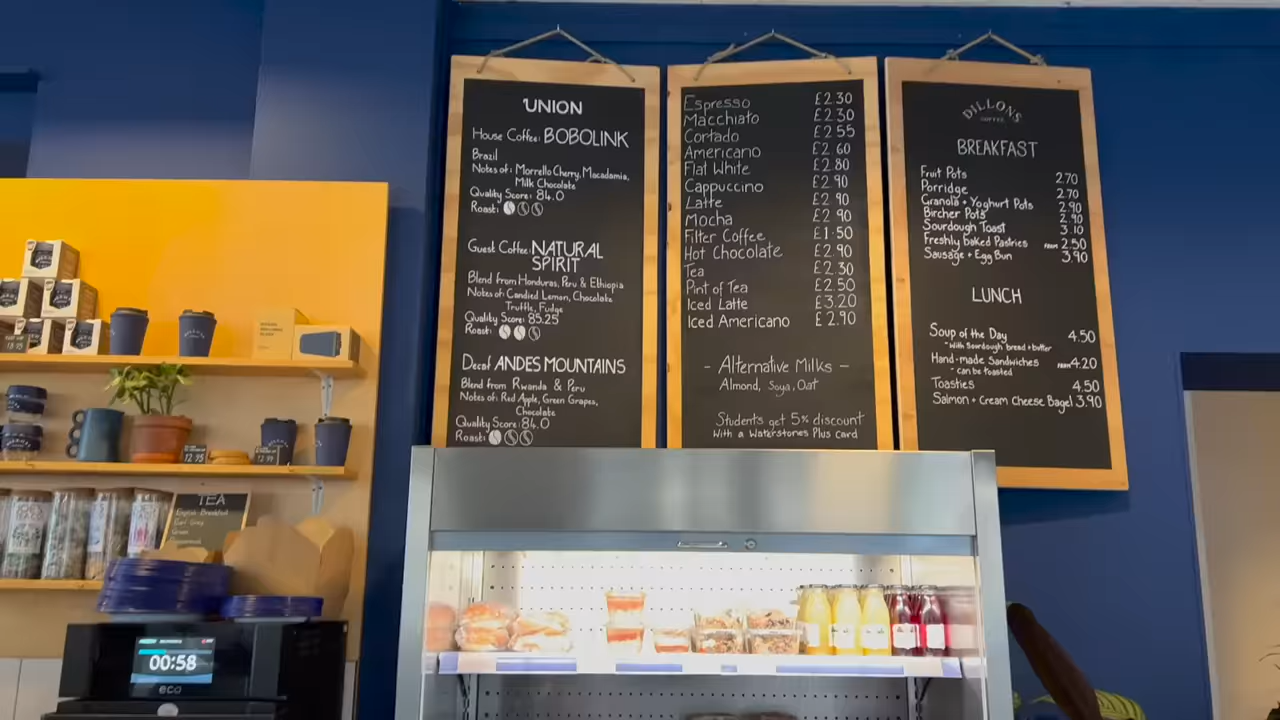 UNION
House Coffee: BOBOLINK
Brazil
Notes of: Morrello Cherry, Macadamia,
Milk Chocolate
Quality Score: 84.0
Roast:
Guest Coffee: NATURAL
SPIRIT
Blend from Honduras, Peru & Ethiopia
Notes of: Candied Lemon, Chocolate
Truffle, Fudge
Quality Score: 85.25
Roast:
Decaf ANDES MOUNTAINS
Blend from Rwanda & Peru
Notes of: Red Apple, Green Grapes,
Chocolate
Quality Score: 84.0
Roast:
Espresso £2.30
Macchiato £2.30
Cortado £2.55
Americano £2.60
Flat White £2.80
Cappuccino £2.90
Latte £2.90
Mocha £2.90
Filter Coffee £1.50
Hot Chocolate £2.90
Tea £2.30
Pint of Tea £2.50
Iced Latte £3.20
Iced Americano £2.90
- Alternative Milks -
Almond, Soya, Oat
Students get 5% discount
With a Waterstones Plus card
DILLONS
COFFEE
BREAKFAST
Fruit Pots 2.70
Porridge 2.70
Granola + Yoghurt Pots 2.90
Bircher Pots 2.90
Sourdough Toast 3.10
Freshly baked Pastries FROM 2.50
Sausage + Egg Bun 3.90
LUNCH
Soup of the Day 4.50
*With Sourdough bread + butter
Hand-made Sandwiches FROM 4.20
*can be toasted
Toasties 4.50
Salmon + Cream Cheese Bagel 3.90
TEA
English Breakfast
Earl Grey
Green
12.95
00:58
eco